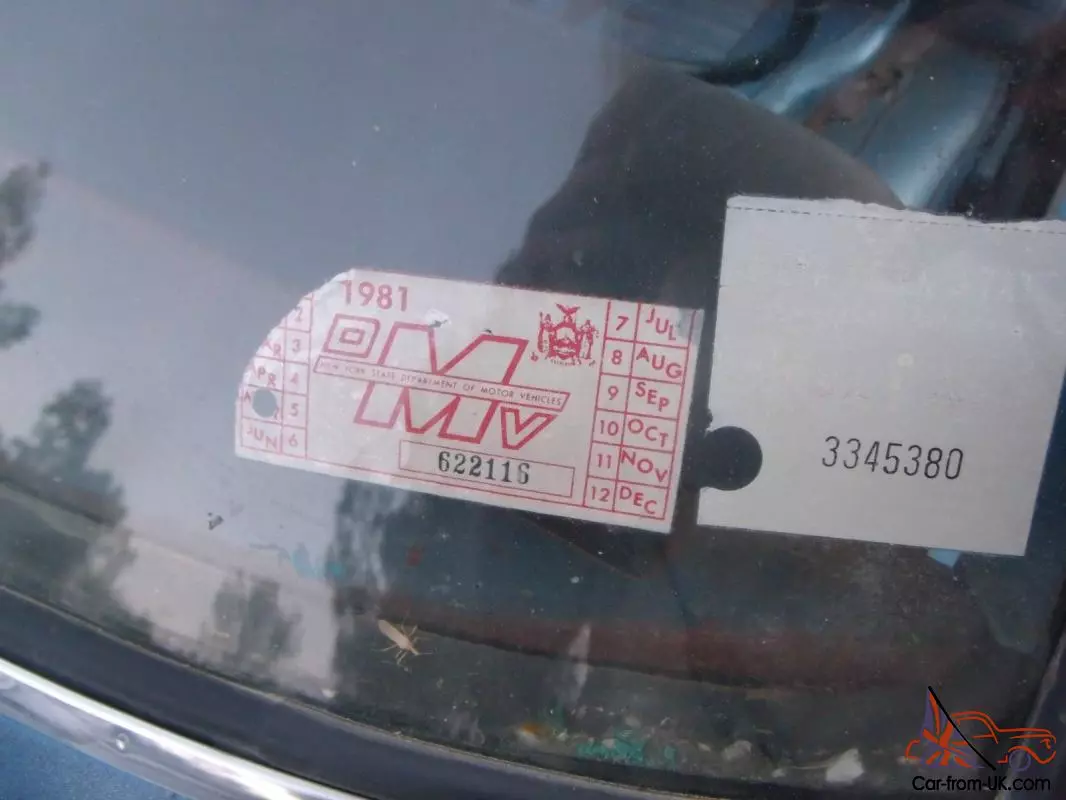 1981
2
3
APR 4
5
JUN 6
DMV
NEW YORK STATE DEPARTMENT OF MOTOR VEHICLES
622116
7 JUL
8 AUG
9 SEP
10 OCT
11 NOV
12 DEC
3345380
Car-from-UK.com